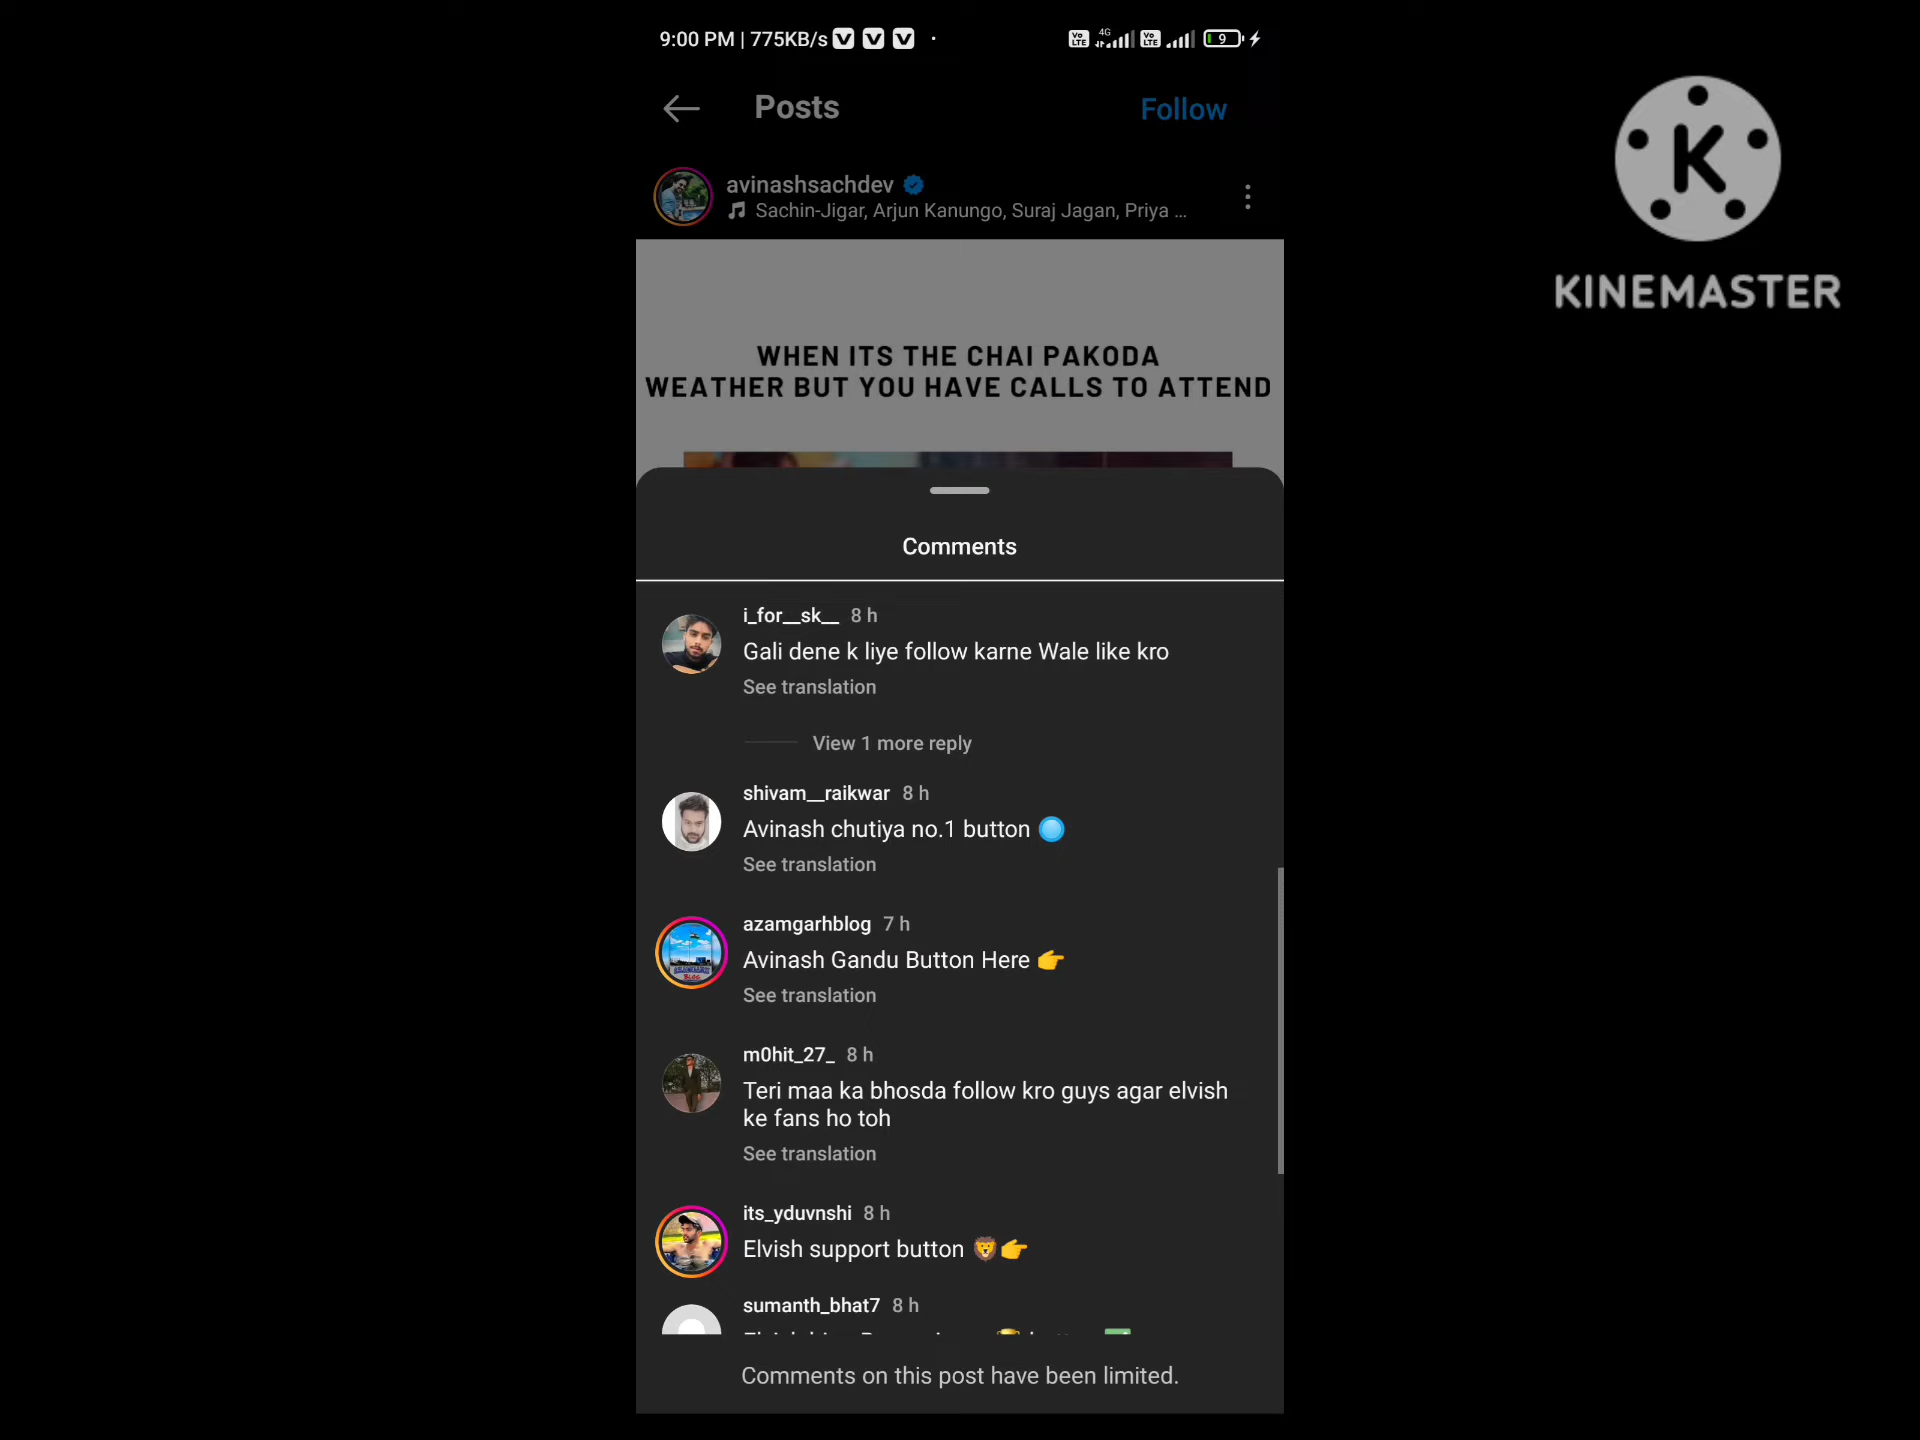 9:00 PM | 775KB/s
4G
9
Posts
Follow
avinashsachdev
Sachin-Jigar, Arjun Kanungo, Suraj Jagan, Priya ...
K
KINEMASTER
WHEN ITS THE CHAI PAKODA
WEATHER BUT YOU HAVE CALLS TO ATTEND
Comments
i_for__sk__ 8 h
Gali dene k liye follow karne Wale like kro
See translation
View 1 more reply
shivam__raikwar 8 h
Avinash chutiya no.1 button 🔵
See translation
azamgarhblog 7 h
Avinash Gandu Button Here 👉
See translation
m0hit_27_ 8 h
Teri maa ka bhosda follow kro guys agar elvish
ke fans ho toh
See translation
its_yduvnshi 8 h
Elvish support button 🦁👉
sumanth_bhat7 8 h
Comments on this post have been limited.